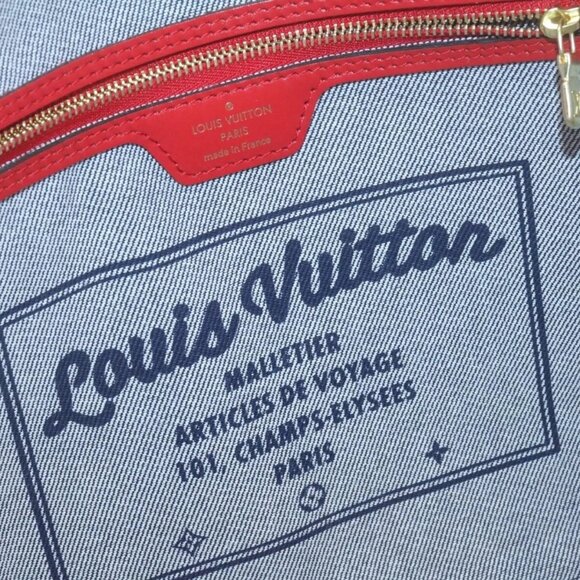 LOUIS VUITTON
PARIS
made in France
Louis Vuitton
MALLETIER
ARTICLES DE VOYAGE
101, CHAMPS-ELYSEES
PARIS